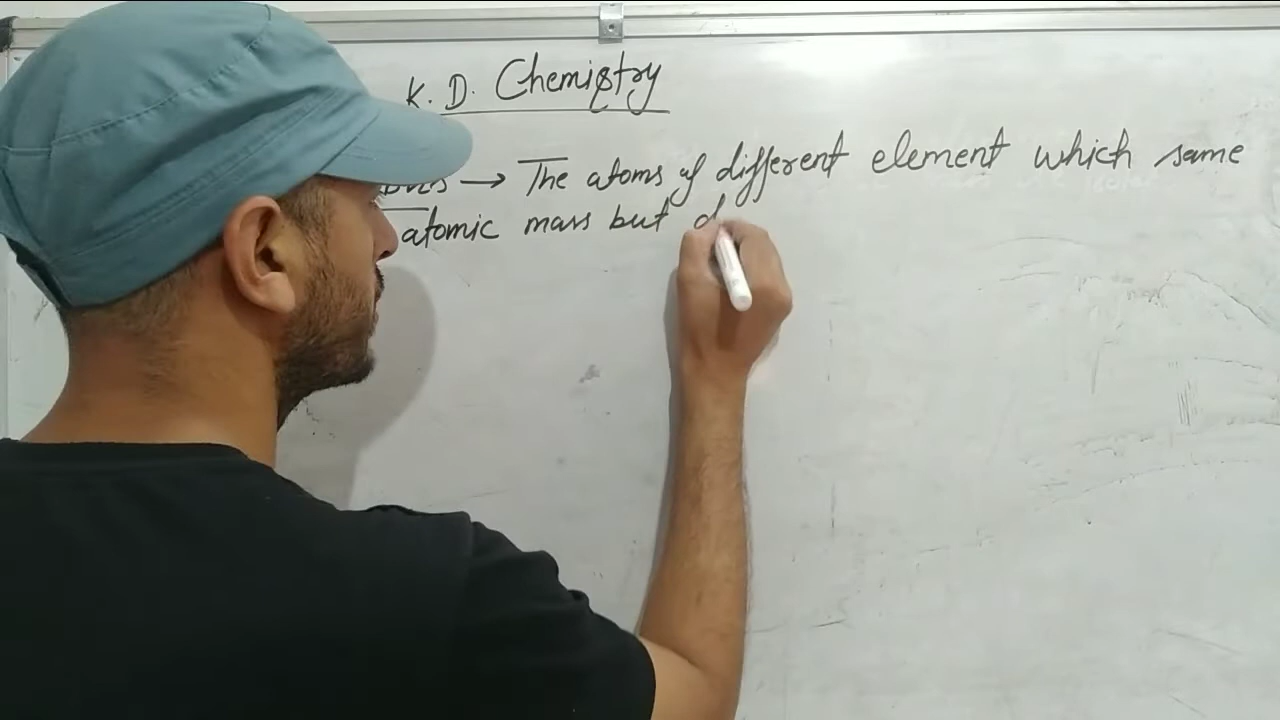 K. D. Chemistry
→ The atoms of different element which same
atomic mass but d